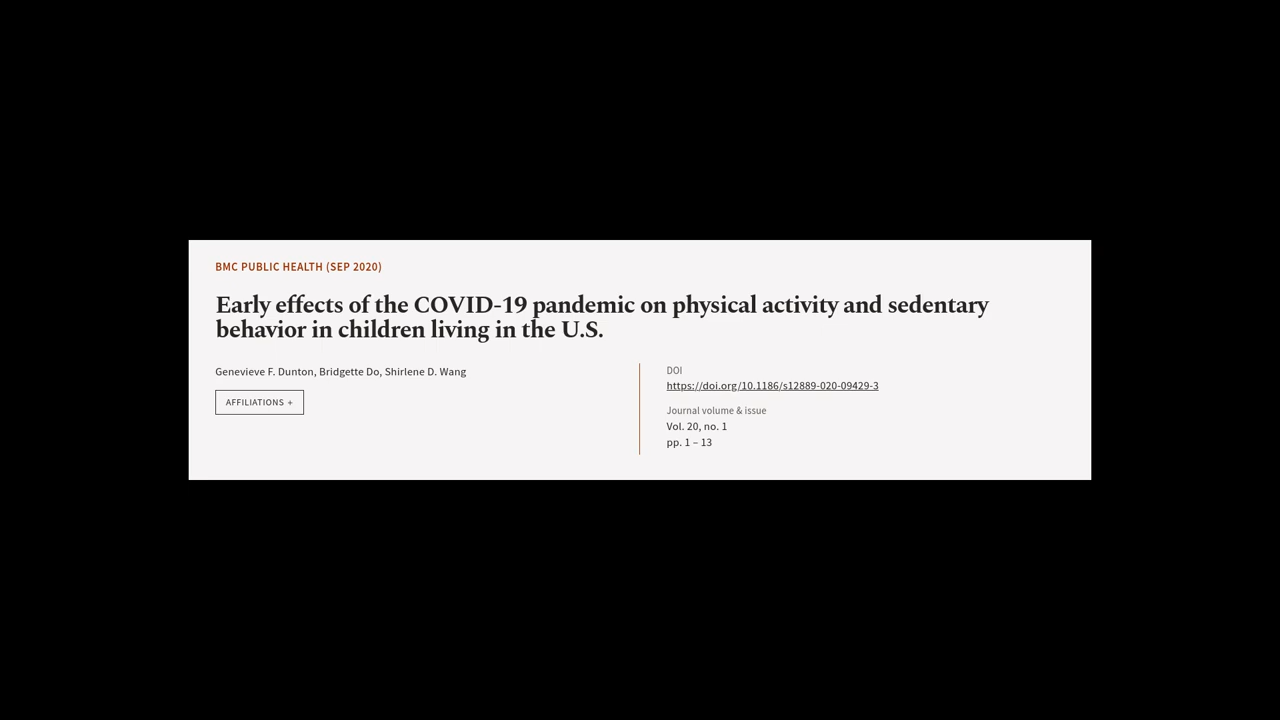 BMC PUBLIC HEALTH (SEP 2020)
Early effects of the COVID-19 pandemic on physical activity and sedentary
behavior in children living in the U.S.
Genevieve F. Dunton, Bridgette Do, Shirlene D. Wang
AFFILIATIONS +
DOI
https://doi.org/10.1186/s12889-020-09429-3
Journal volume & issue
Vol. 20, no. 1
pp. 1 – 13